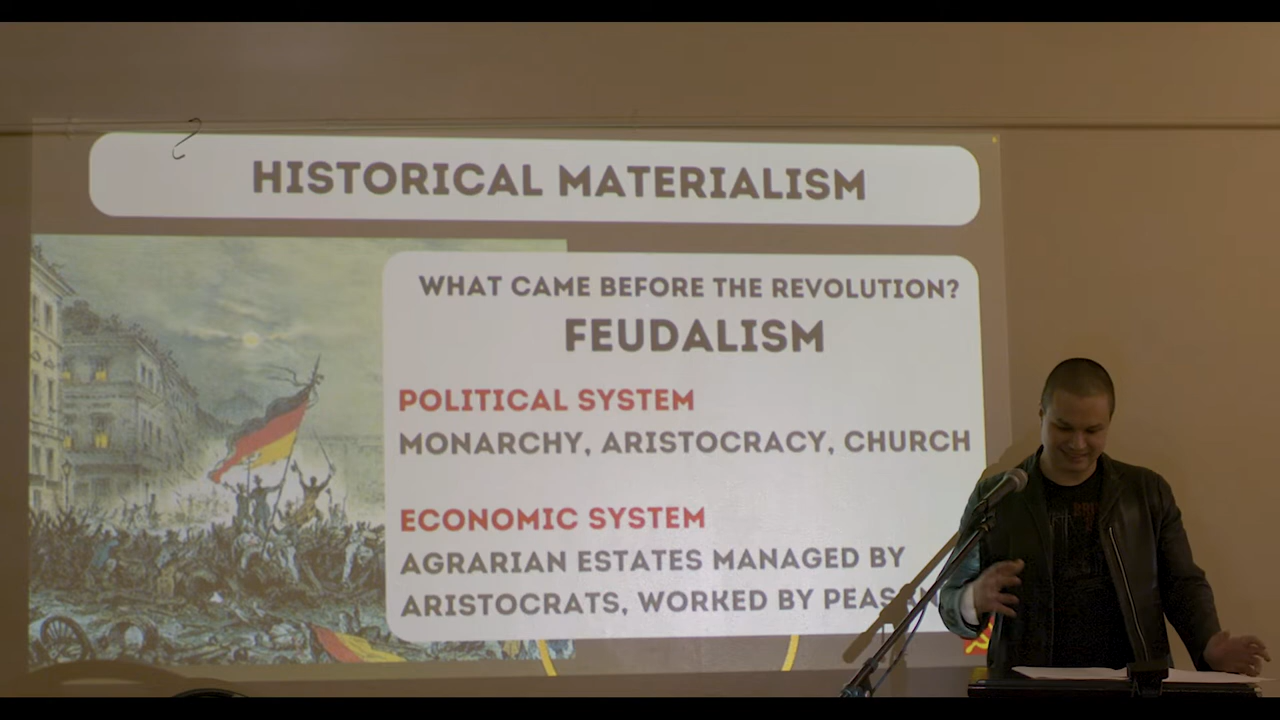 HISTORICAL MATERIALISM
WHAT CAME BEFORE THE REVOLUTION?
FEUDALISM
POLITICAL SYSTEM
MONARCHY, ARISTOCRACY, CHURCH
ECONOMIC SYSTEM
AGRARIAN ESTATES MANAGED BY
ARISTOCRATS, WORKED BY